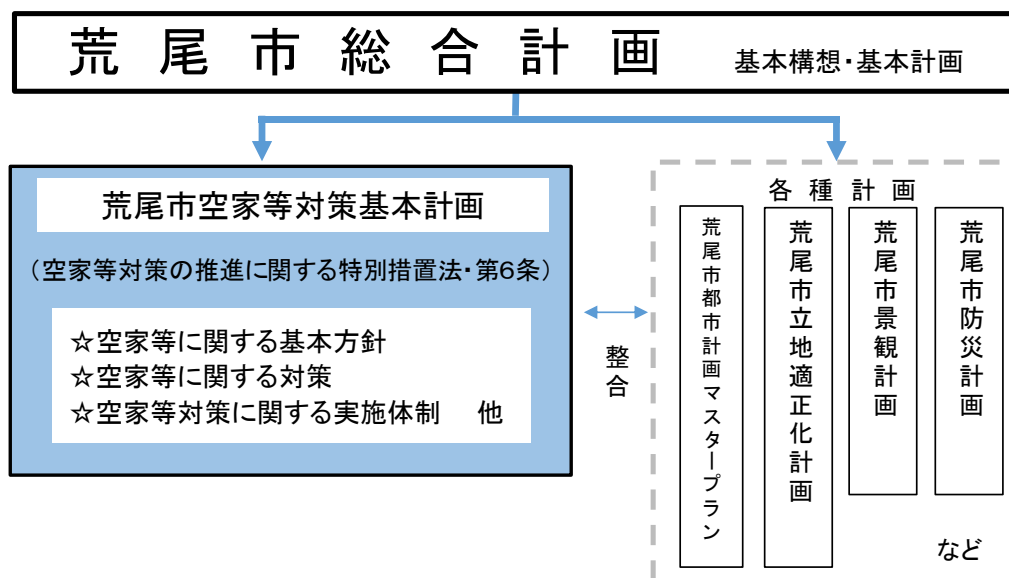 荒尾市総合計画 基本構想・基本計画
荒尾市空家等対策基本計画
（空家等対策の推進に関する特別措置法・第6条）
☆空家等に関する基本方針
☆空家等に関する対策
☆空家等対策に関する実施体制　他
整合
各種計画
荒尾市都市計画マスタープラン
荒尾市立地適正化計画
荒尾市景観計画
荒尾市防災計画
など